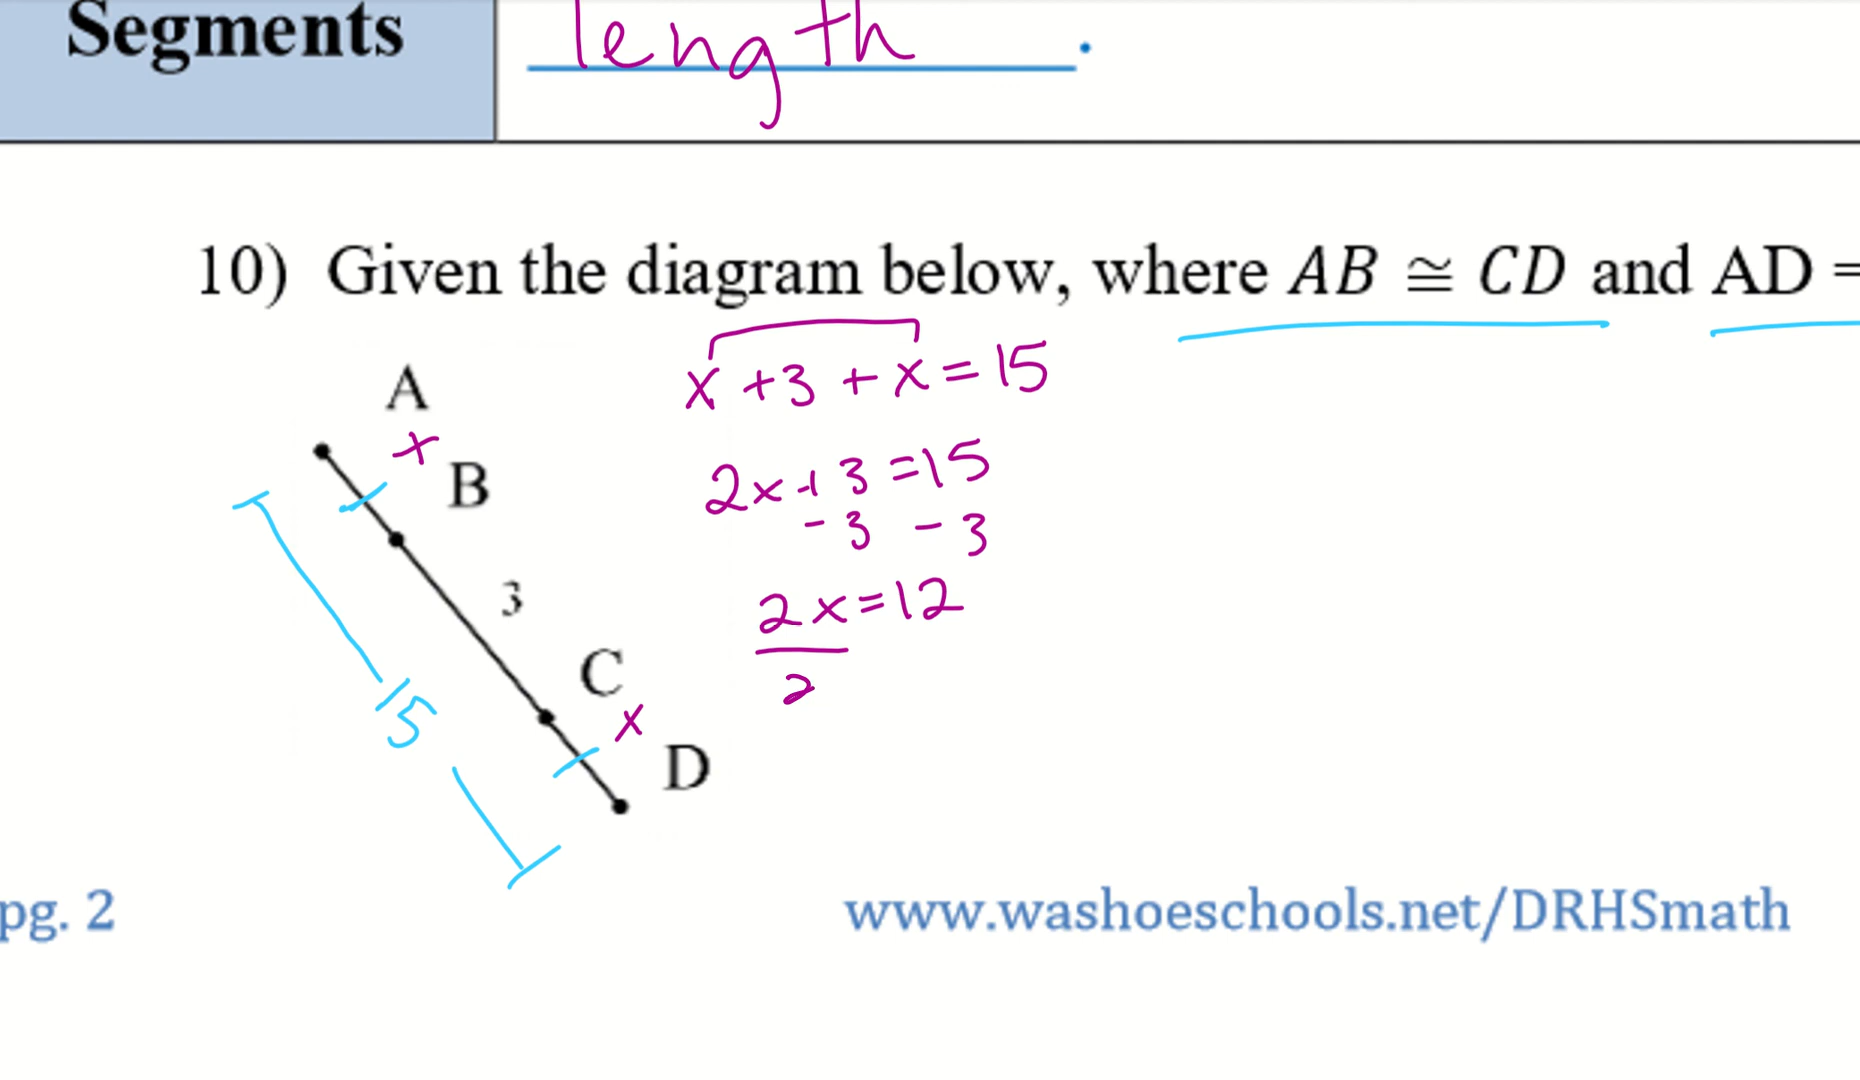 Segments
length.
10) Given the diagram below, where AB ≅ CD and AD =
x + 3 + x = 15
A
x
B
2x + 3 = 15
- 3 - 3
3
2x = 12
2
C
x
15
D
pg. 2
www.washoeschools.net/DRHSmath